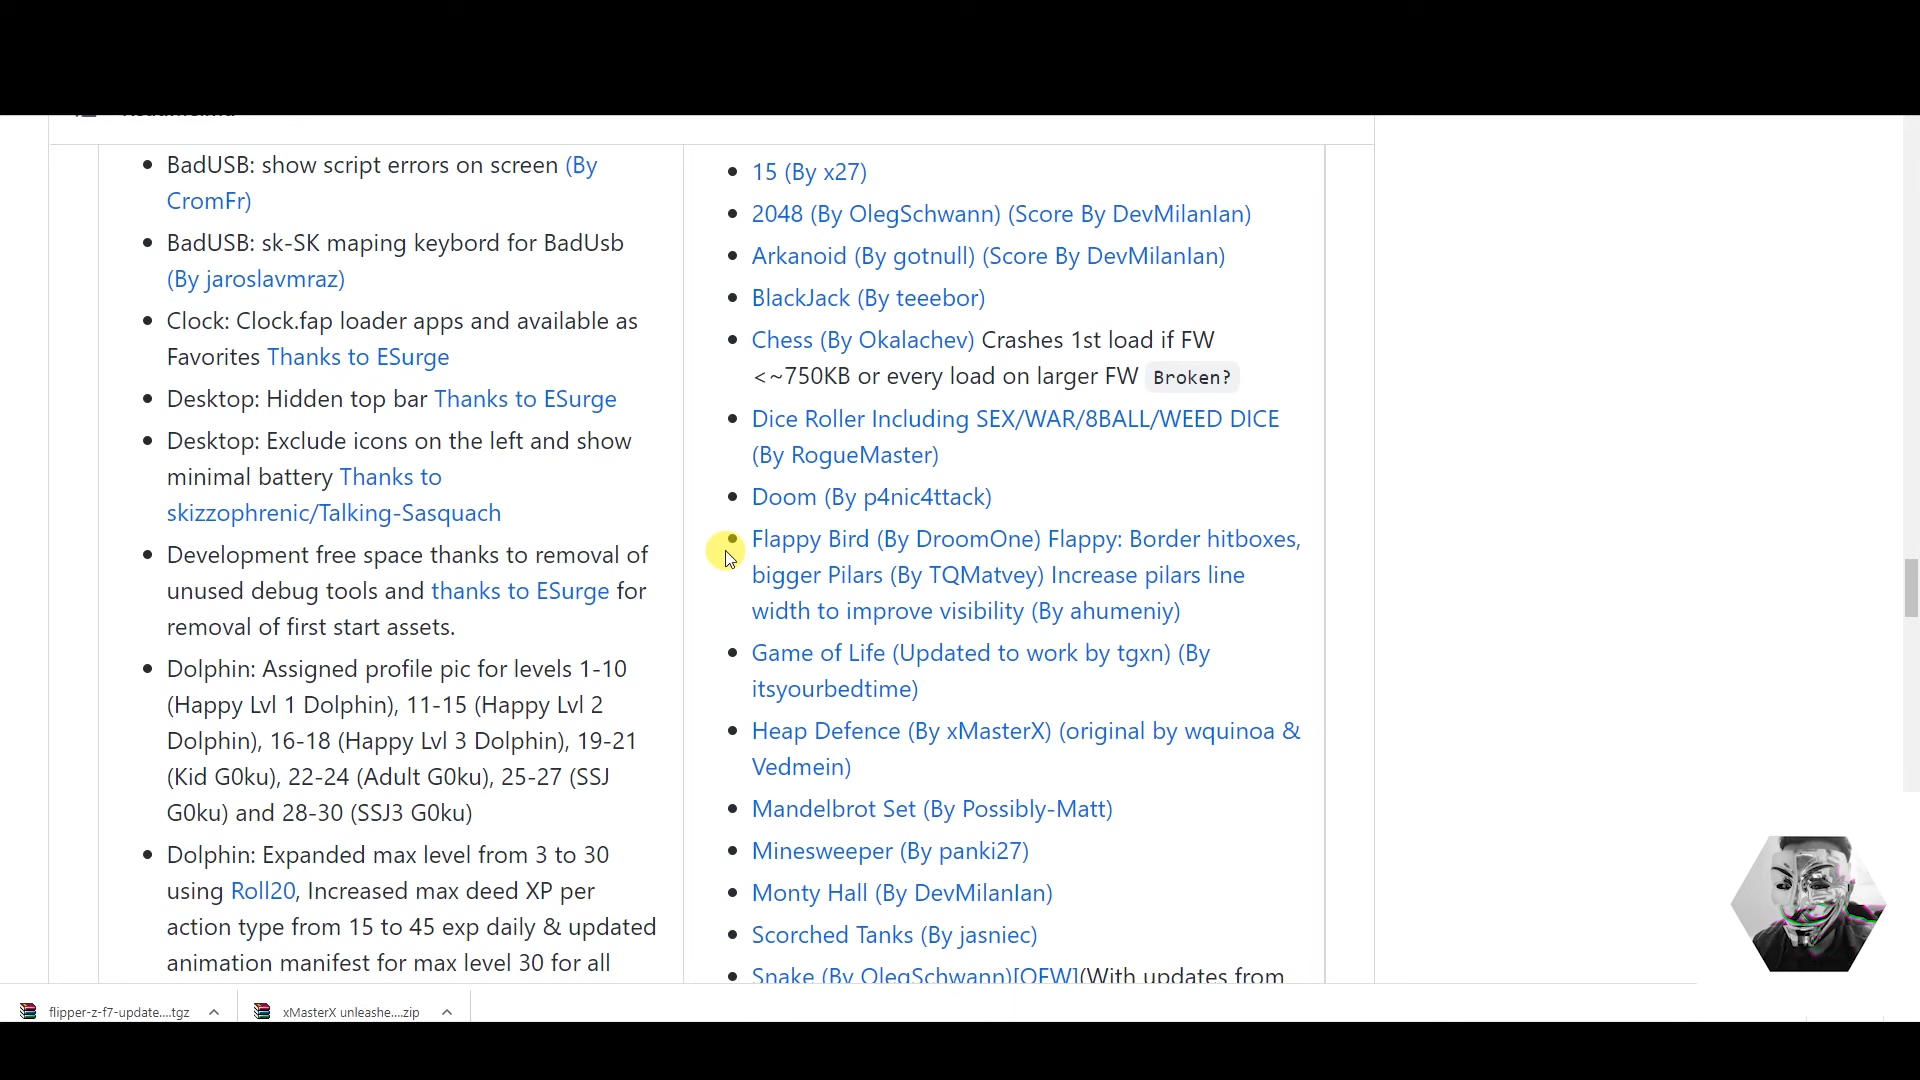 BadUSB: show script errors on screen (By
CromFr)
BadUSB: sk-SK maping keybord for BadUsb
(By jaroslavmraz)
Clock: Clock.fap loader apps and available as
Favorites Thanks to ESurge
Desktop: Hidden top bar Thanks to ESurge
Desktop: Exclude icons on the left and show
minimal battery Thanks to
skizzophrenic/Talking-Sasquach
Development free space thanks to removal of
unused debug tools and thanks to ESurge for
removal of first start assets.
Dolphin: Assigned profile pic for levels 1-10
(Happy Lvl 1 Dolphin), 11-15 (Happy Lvl 2
Dolphin), 16-18 (Happy Lvl 3 Dolphin), 19-21
(Kid G0ku), 22-24 (Adult G0ku), 25-27 (SSJ
G0ku) and 28-30 (SSJ3 G0ku)
Dolphin: Expanded max level from 3 to 30
using Roll20, Increased max deed XP per
action type from 15 to 45 exp daily & updated
animation manifest for max level 30 for all
15 (By x27)
2048 (By OlegSchwann) (Score By DevMilanIan)
Arkanoid (By gotnull) (Score By DevMilanIan)
BlackJack (By teeebor)
Chess (By Okalachev) Crashes 1st load if FW
<~750KB or every load on larger FW Broken?
Dice Roller Including SEX/WAR/8BALL/WEED DICE
(By RogueMaster)
Doom (By p4nic4ttack)
Flappy Bird (By DroomOne) Flappy: Border hitboxes,
bigger Pilars (By TQMatvey) Increase pilars line
width to improve visibility (By ahumeniy)
Game of Life (Updated to work by tgxn) (By
itsyourbedtime)
Heap Defence (By xMasterX) (original by wquinoa &
Vedmein)
Mandelbrot Set (By Possibly-Matt)
Minesweeper (By panki27)
Monty Hall (By DevMilanIan)
Scorched Tanks (By jasniec)
Snake (By OlegSchwann)[OFW](With updates from
flipper-z-f7-update....tgz
xMasterX unleashe....zip